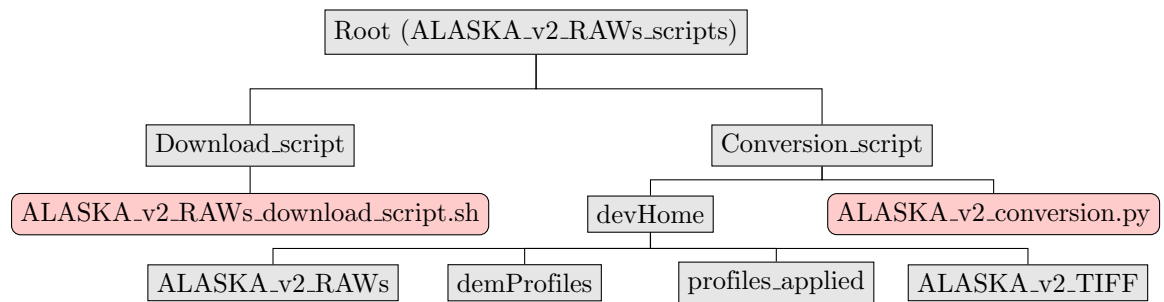 Root (ALASKA_v2_RAWs_scripts)
Download_script
Conversion_script
ALASKA_v2_RAWs_download_script.sh
devHome
ALASKA_v2_conversion.py
ALASKA_v2_RAWs
demProfiles
profiles_applied
ALASKA_v2_TIFF